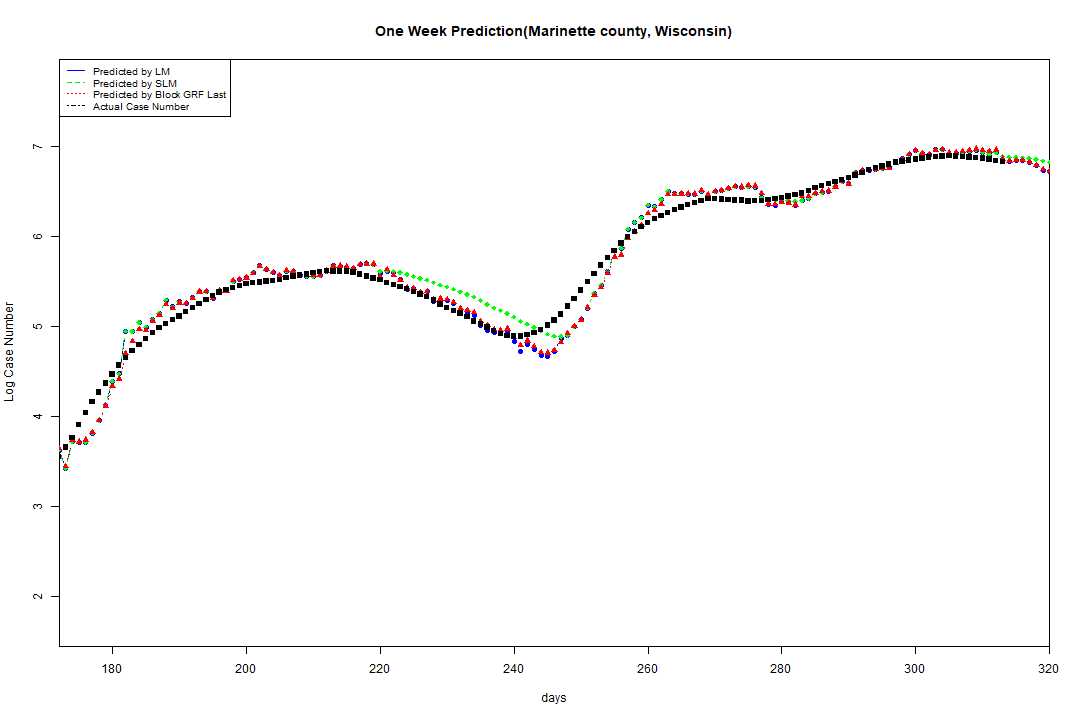 One Week Prediction(Marinette county, Wisconsin)
Predicted by LM
Predicted by SLM
Predicted by Block GRF Last
Actual Case Number
7
6
5
4
3
2
Log Case Number
180 200 220 240 260 280 300 320
days